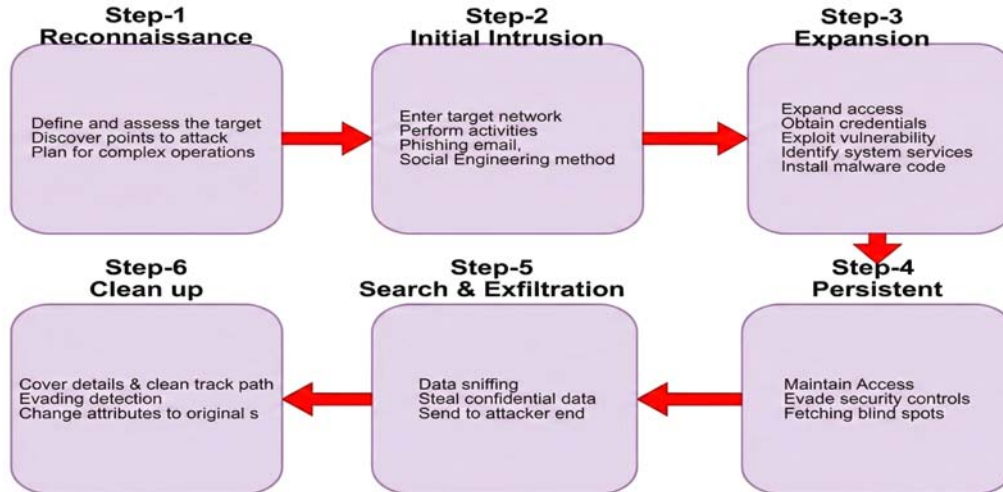 Step-1
Reconnaissance
Define and assess the target
Discover points to attack
Plan for complex operations
Step-2
Initial Intrusion
Enter target network
Perform activities
Phishing email,
Social Engineering method
Step-3
Expansion
Expand access
Obtain credentials
Exploit vulnerability
Identify system services
Install malware code
Step-4
Persistent
Maintain Access
Evade security controls
Fetching blind spots
Step-5
Search & Exfiltration
Data sniffing
Steal confidential data
Send to attacker end
Step-6
Clean up
Cover details & clean track path
Evading detection
Change attributes to original s